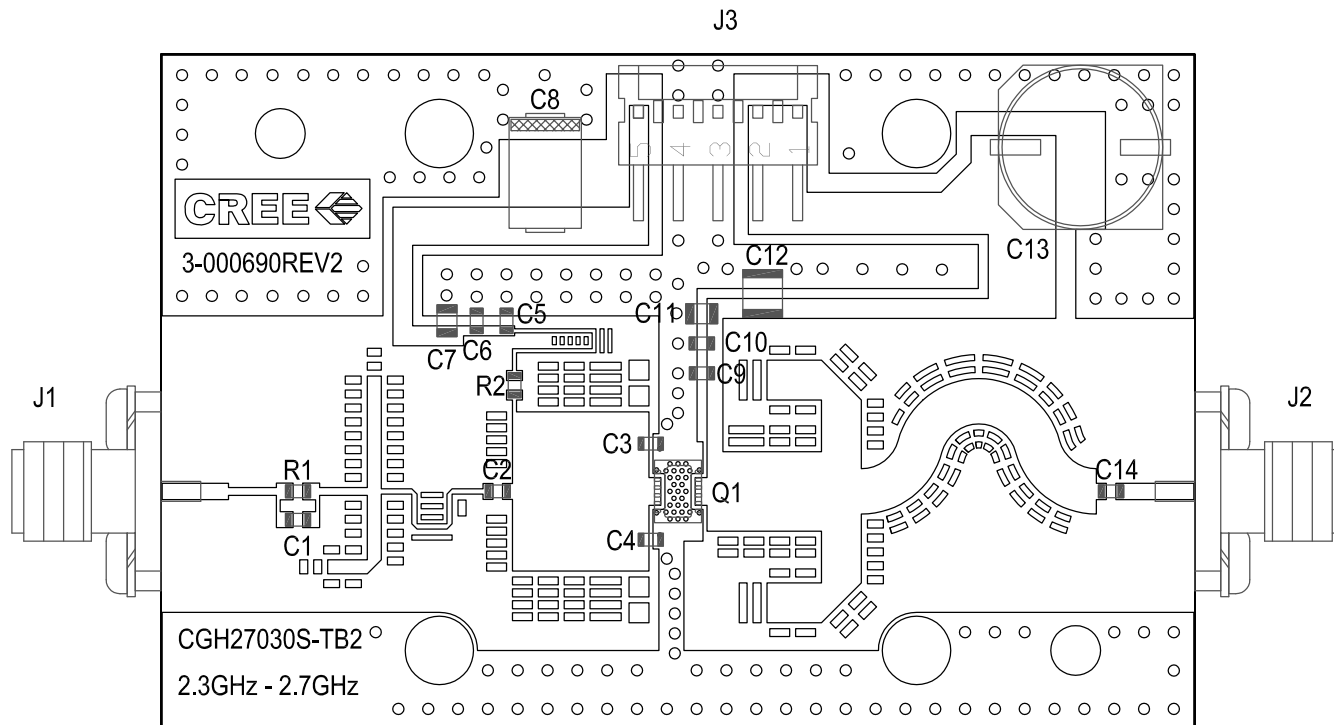 J3
C8
5 4 3 2 1
CREE
3-000690REV2
C13
C12
C11
C5
C10
C7
C6
C9
R2
J1
J2
C3
R1
C2
C14
Q1
C1
C4
CGH27030S-TB2
2.3GHz - 2.7GHz